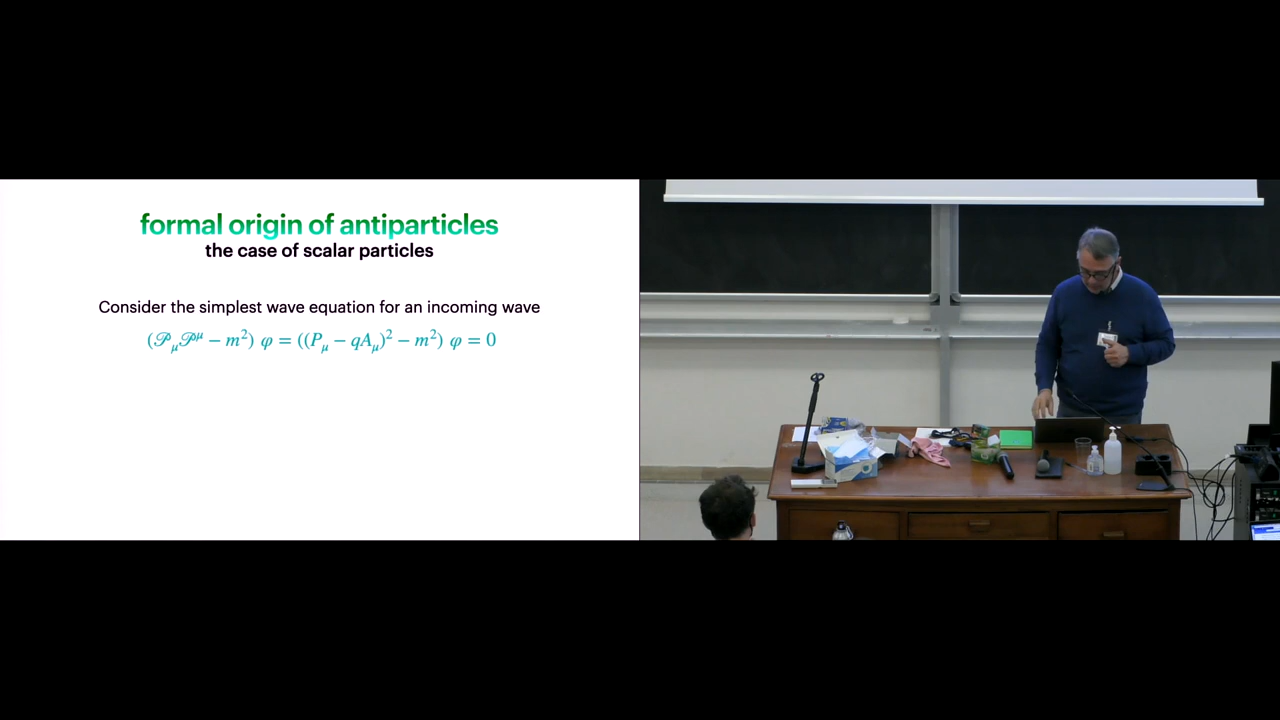 formal origin of antiparticles
the case of scalar particles
Consider the simplest wave equation for an incoming wave
(𝒫_μ𝒫^μ − m²) φ = ((P_μ − qA_μ)² − m²) φ = 0